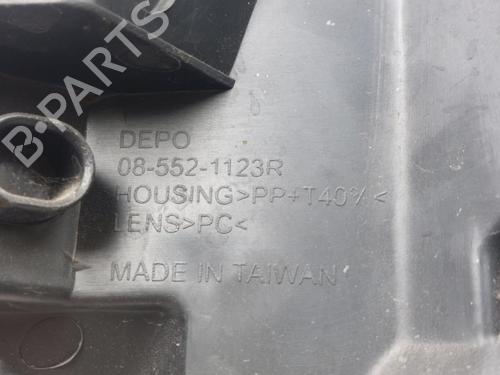 B-PARTS
DEPO
08-552-1123R
HOUSING>PP+T40%<
LENS>PC<
MADE IN TAIWAN